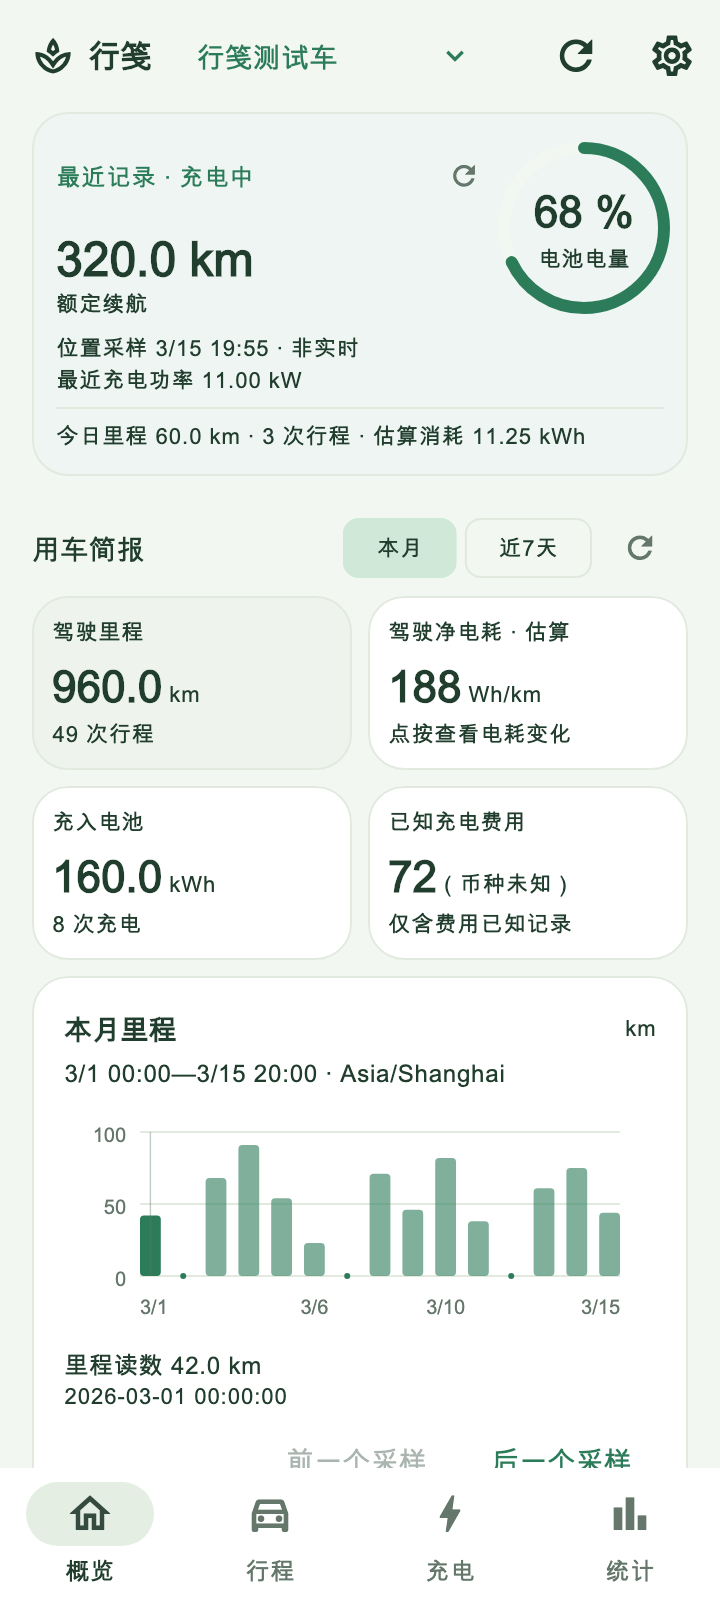 行笺 行笺测试车
最近记录 · 充电中
68 %
电池电量
320.0 km
额定续航
位置采样 3/15 19:55 · 非实时
最近充电功率 11.00 kW
今日里程 60.0 km · 3 次行程 · 估算消耗 11.25 kWh
用车简报 本月 近7天
驾驶里程
960.0 km
49 次行程
驾驶净电耗 · 估算
188 Wh/km
点按查看电耗变化
充入电池
160.0 kWh
8 次充电
已知充电费用
72 (币种未知)
仅含费用已知记录
本月里程 km
3/1 00:00—3/15 20:00 · Asia/Shanghai
100
50
0
3/1 3/6 3/10 3/15
里程读数 42.0 km
2026-03-01 00:00:00
前一个采样 后一个采样
概览 行程 充电 统计